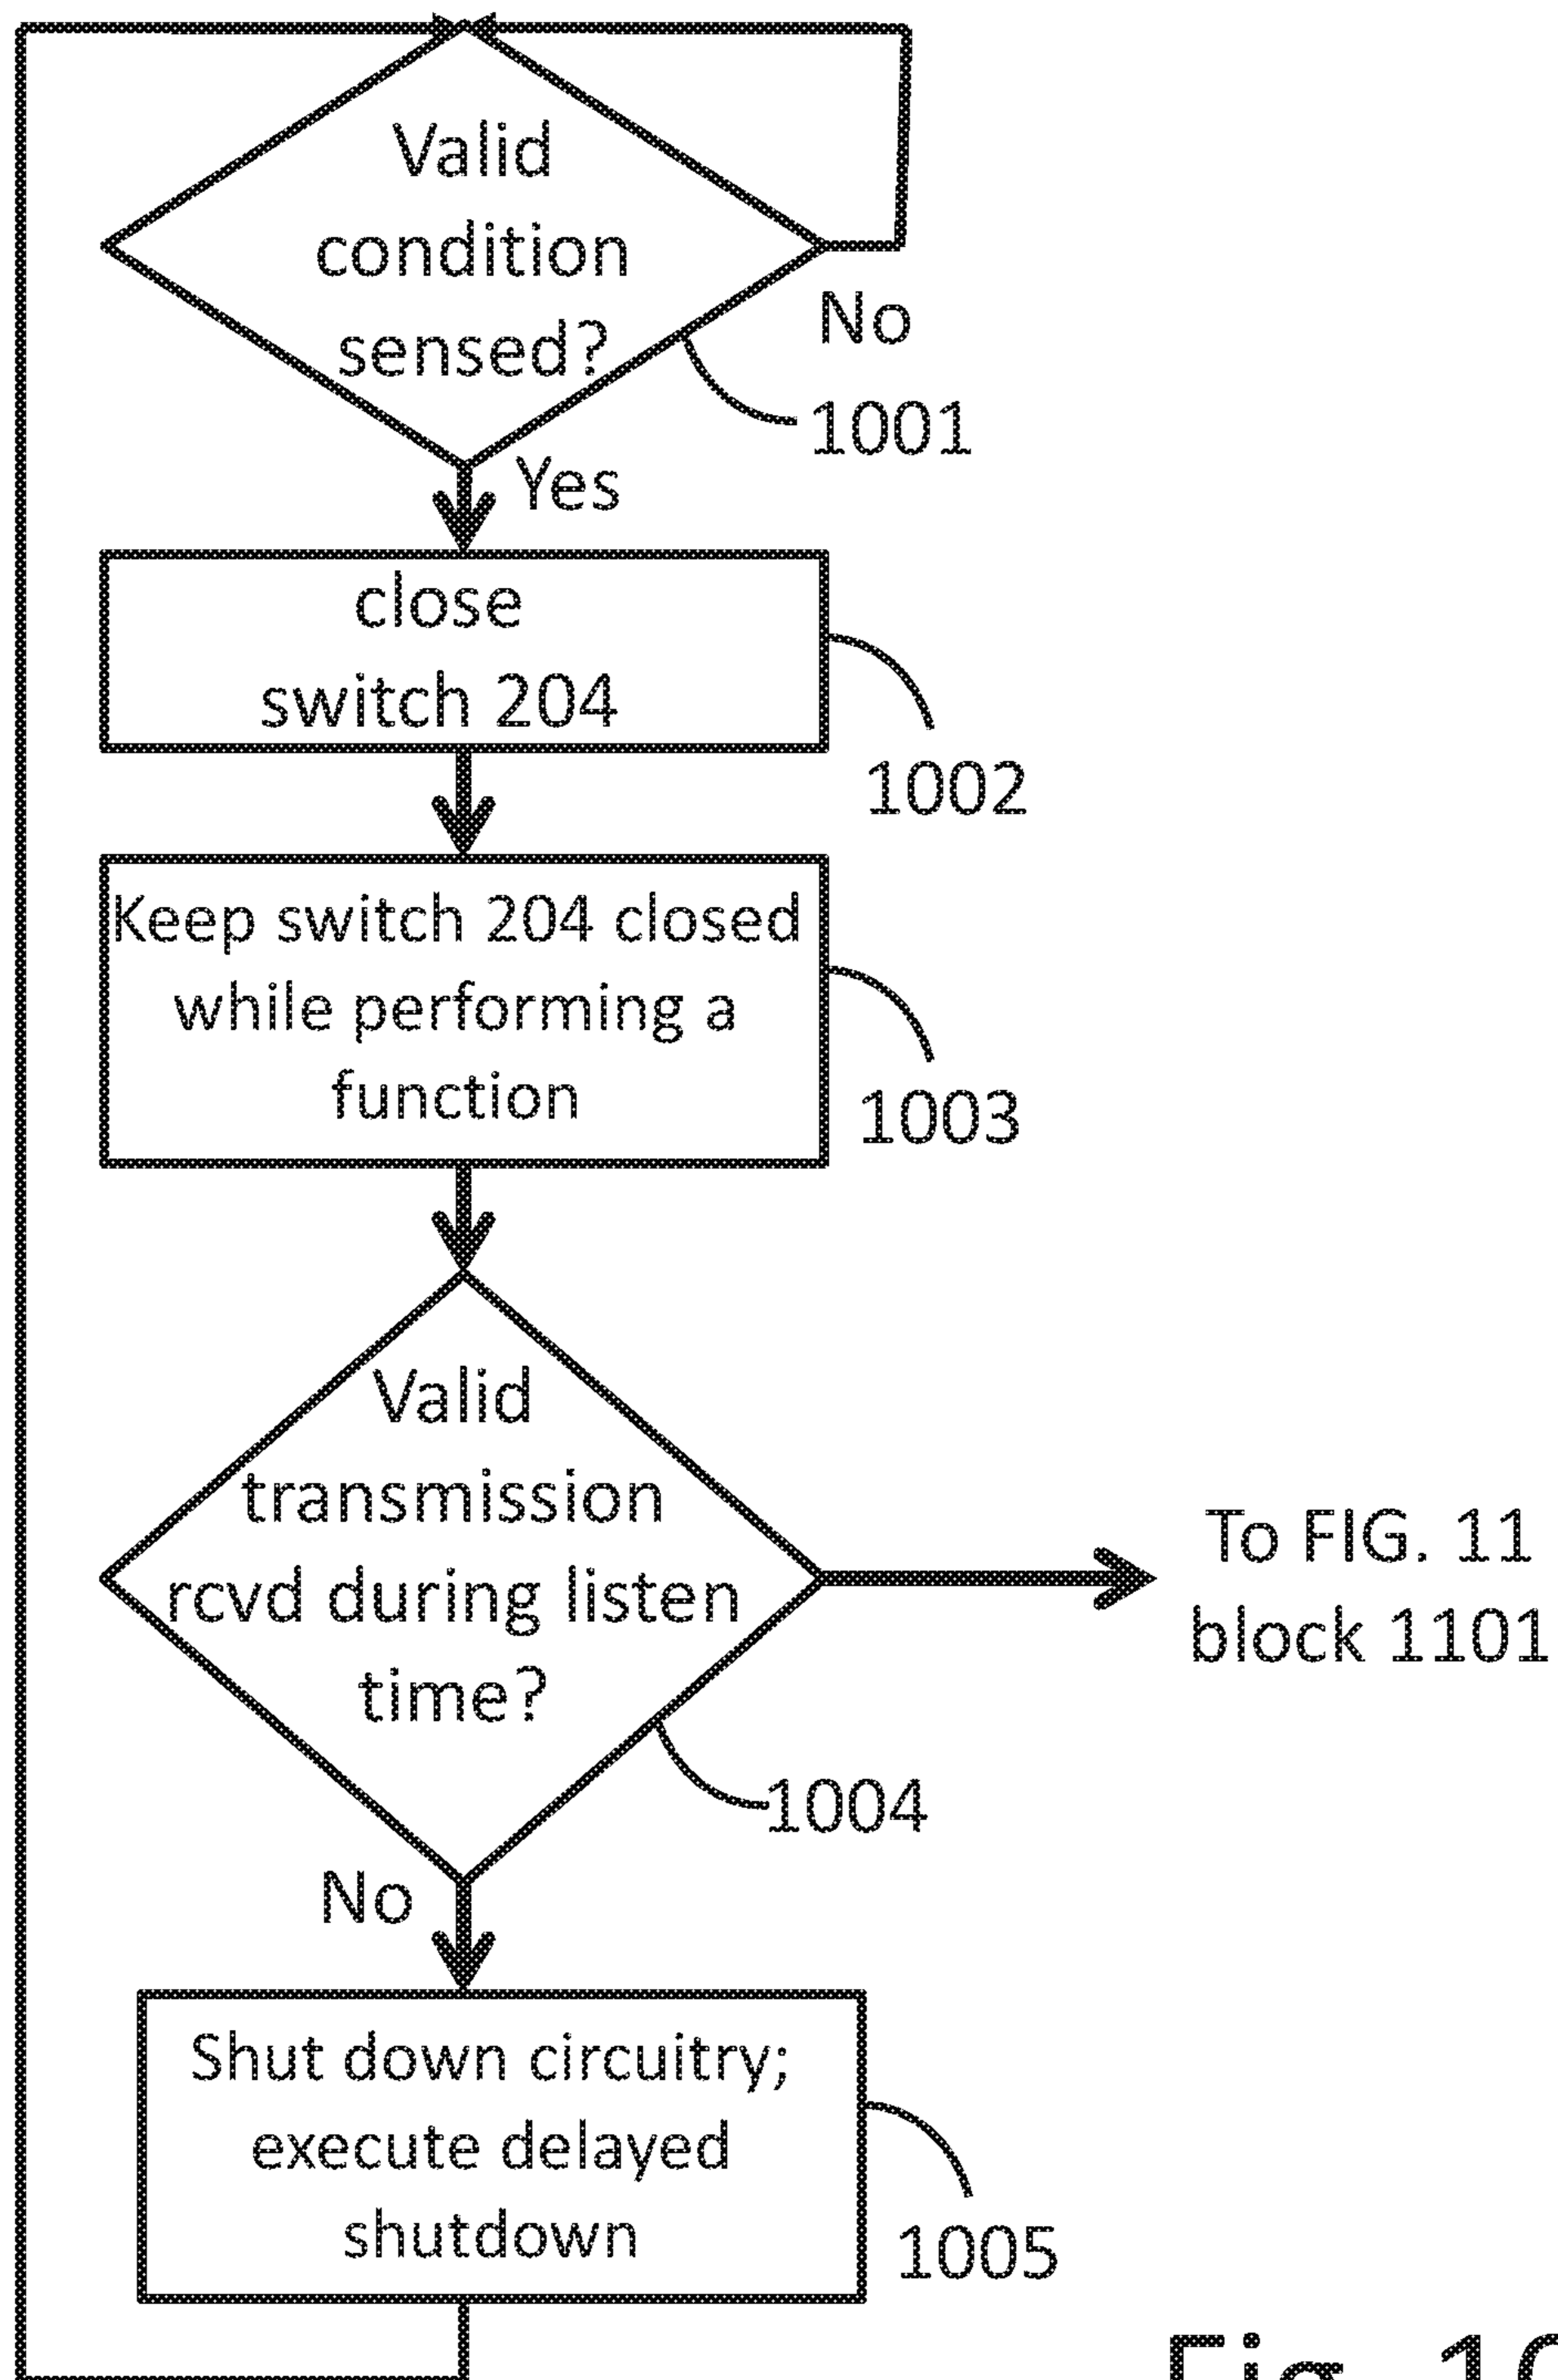 Valid
condition
sensed?
No
1001
Yes
close
switch 204
1002
Keep switch 204 closed
while performing a
function
1003
Valid
transmission
rcvd during listen
time?
To FIG. 11
block 1101
1004
No
Shut down circuitry;
execute delayed
shutdown
1005
Fig. 10